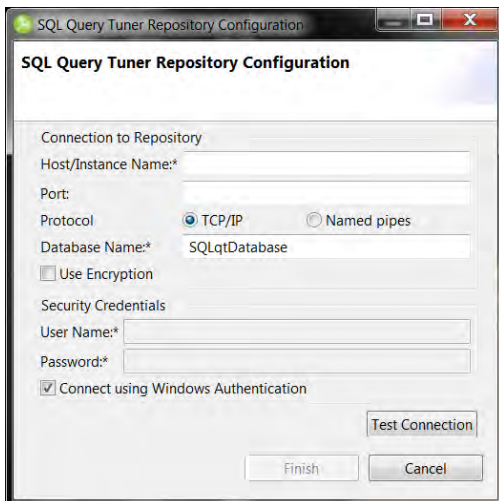 SQL Query Tuner Repository Configuration
SQL Query Tuner Repository Configuration
Connection to Repository
Host/Instance Name:*
Port:
Protocol TCP/IP Named pipes
Database Name:* SQLqtDatabase
Use Encryption
Security Credentials
User Name:*
Password:*
Connect using Windows Authentication
Test Connection
Finish Cancel